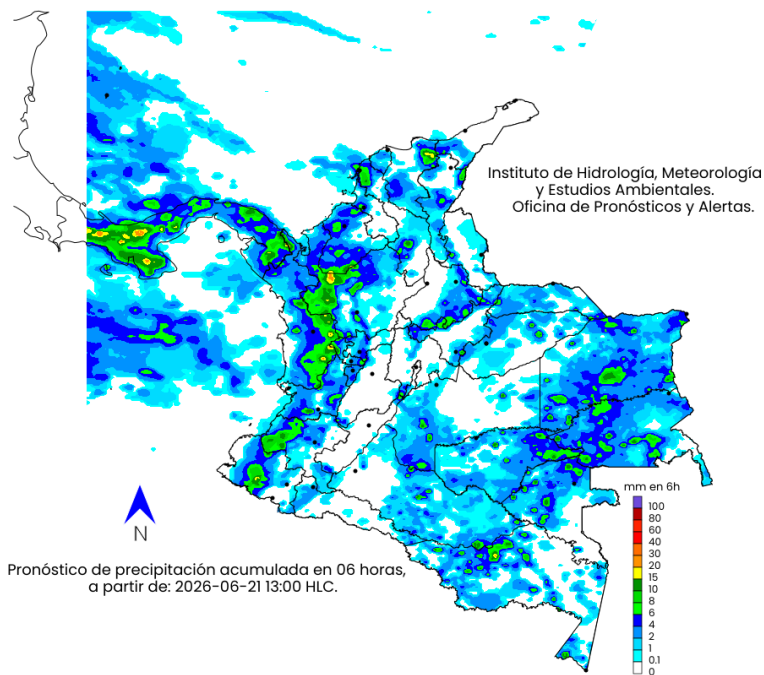 Instituto de Hidrología, Meteorología
y Estudios Ambientales.
Oficina de Pronósticos y Alertas.
mm en 6h
100
80
60
40
30
20
15
10
8
6
4
2
1
0.1
0
N
Pronóstico de precipitación acumulada en 06 horas,
a partir de: 2026-06-21 13:00 HLC.